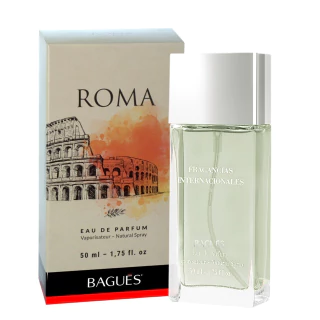 ROMA
EAU DE PARFUM
Vaporisateur – Natural Spray
50 ml – 1,75 fl. oz
BAGUÉS
FRAGANCIAS
INTERNACIONALES